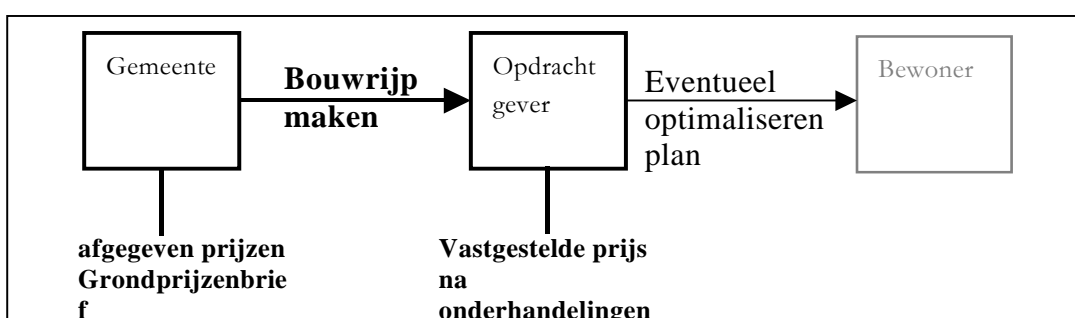 Gemeente
Bouwrijp
maken
Opdracht
gever
Eventueel
optimaliseren
plan
Bewoner
afgegeven prijzen
Grondprijzenbrie
f
Vastgestelde prijs
na
onderhandelingen